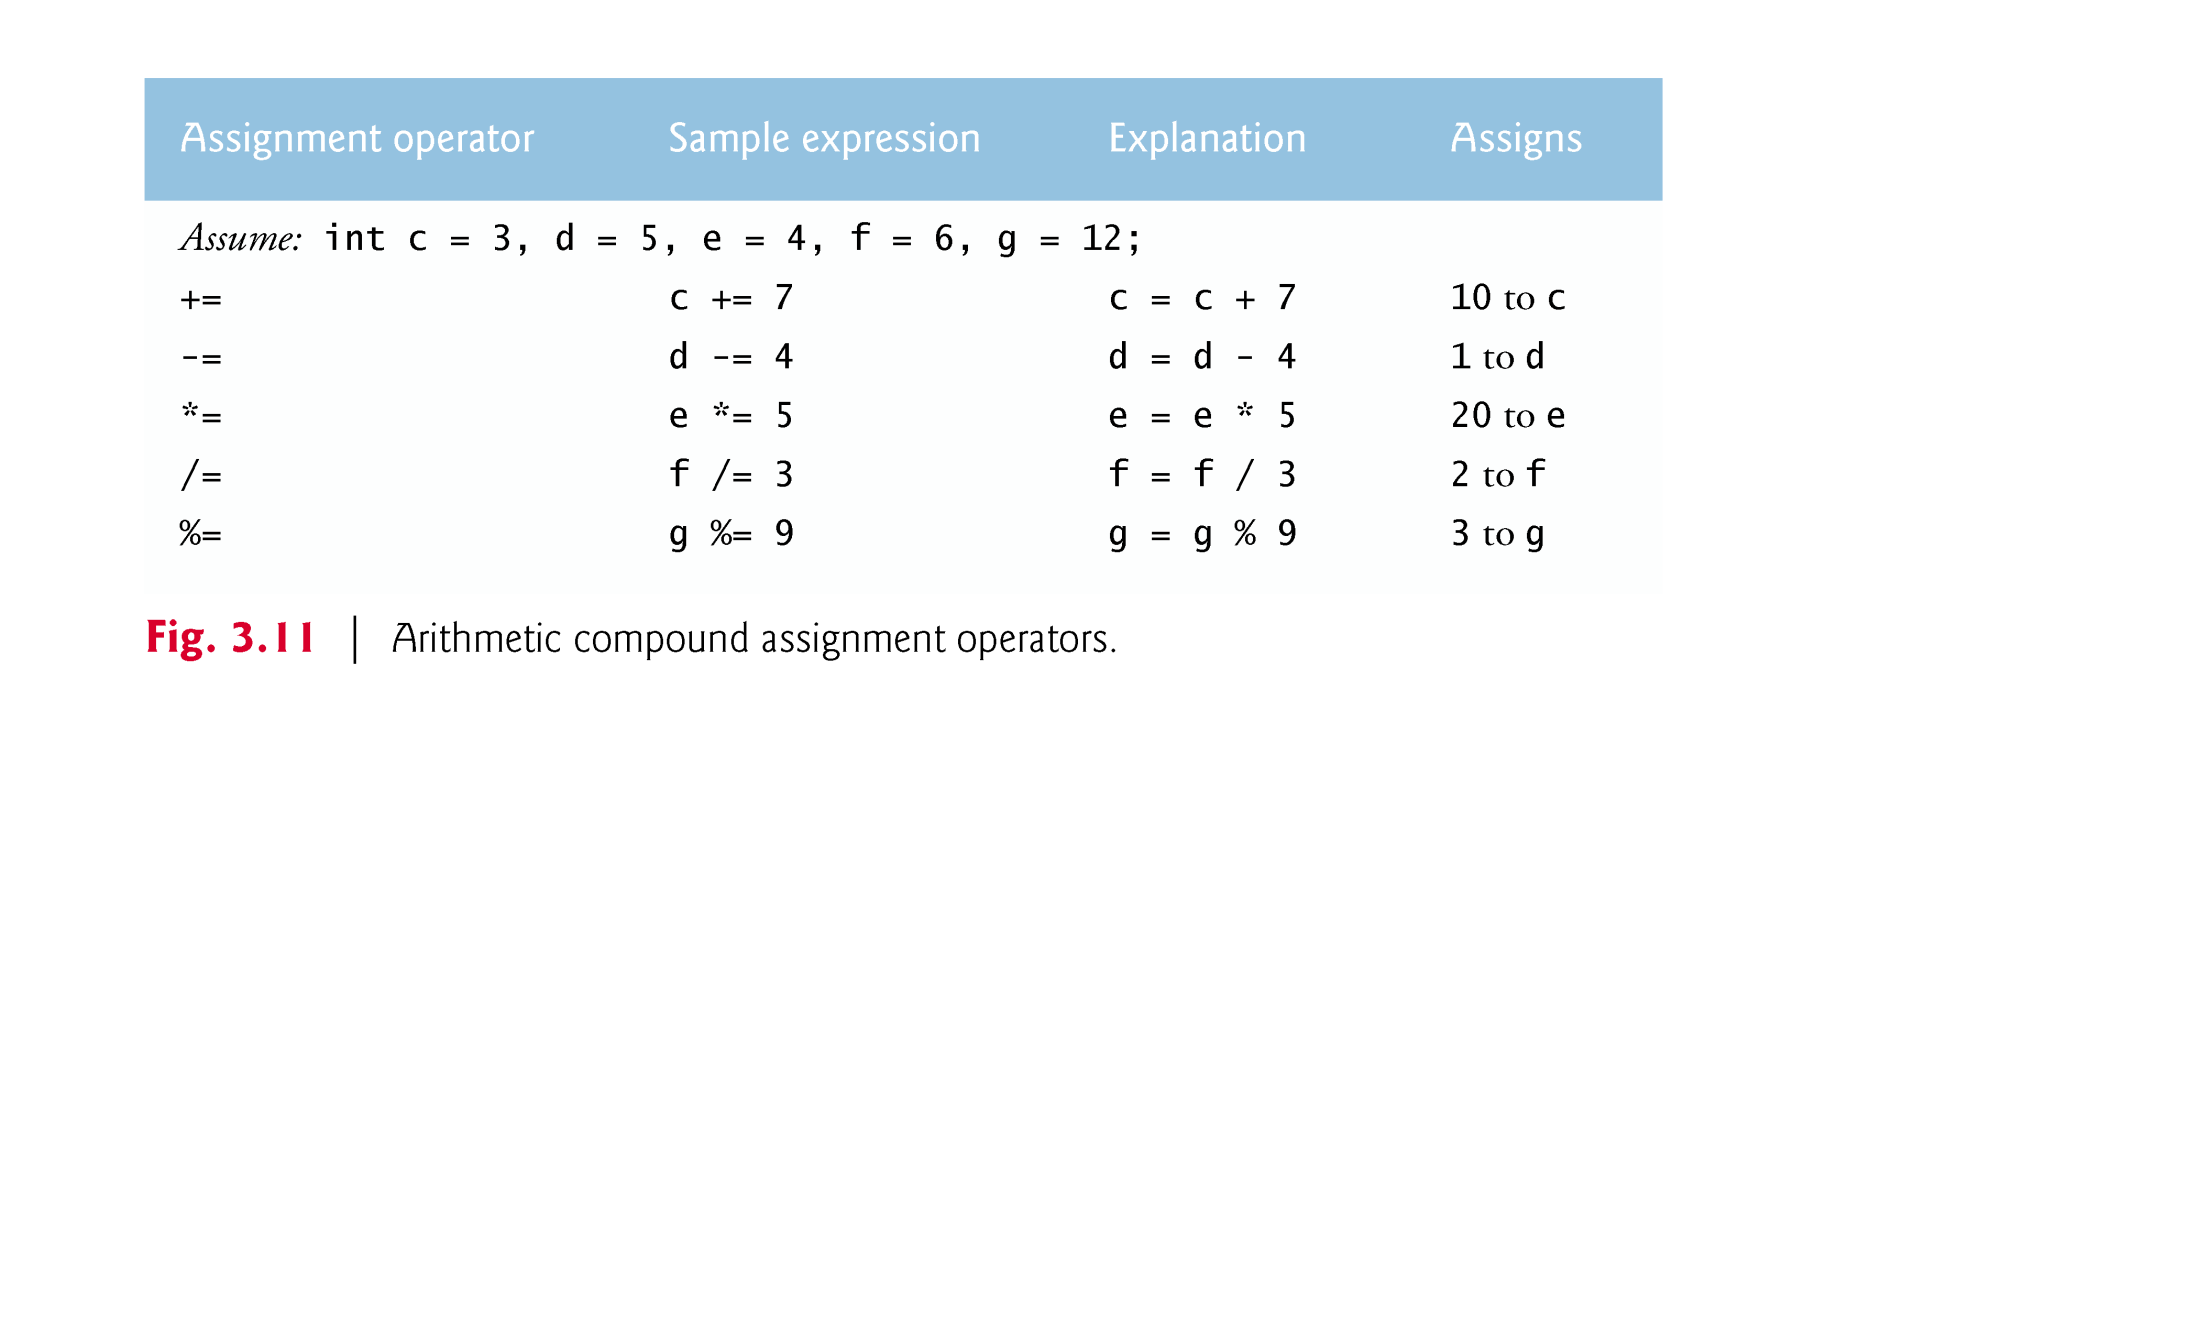 Assignment operator Sample expression Explanation Assigns
Assume: int c = 3, d = 5, e = 4, f = 6, g = 12;
+= c += 7 c = c + 7 10 to c
-= d -= 4 d = d - 4 1 to d
*= e *= 5 e = e * 5 20 to e
/= f /= 3 f = f / 3 2 to f
%= g %= 9 g = g % 9 3 to g
Fig. 3.11 | Arithmetic compound assignment operators.